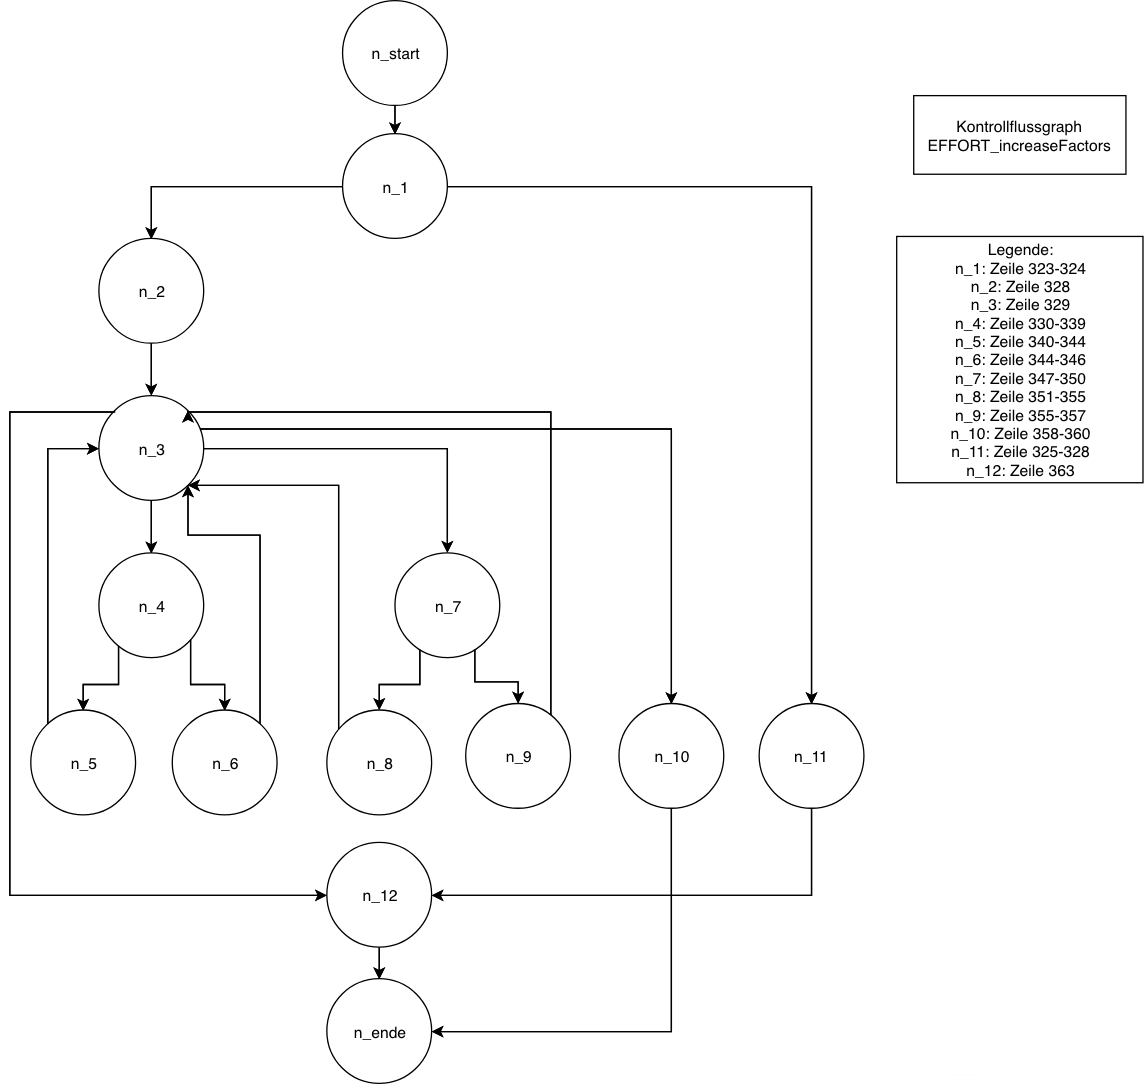 n_start
n_1
Kontrollflussgraph
EFFORT_increaseFactors
n_2
Legende:
n_1: Zeile 323-324
n_2: Zeile 328
n_3: Zeile 329
n_4: Zeile 330-339
n_5: Zeile 340-344
n_6: Zeile 344-346
n_7: Zeile 347-350
n_8: Zeile 351-355
n_9: Zeile 355-357
n_10: Zeile 358-360
n_11: Zeile 325-328
n_12: Zeile 363
n_3
n_4
n_7
n_5
n_6
n_8
n_9
n_10
n_11
n_12
n_ende